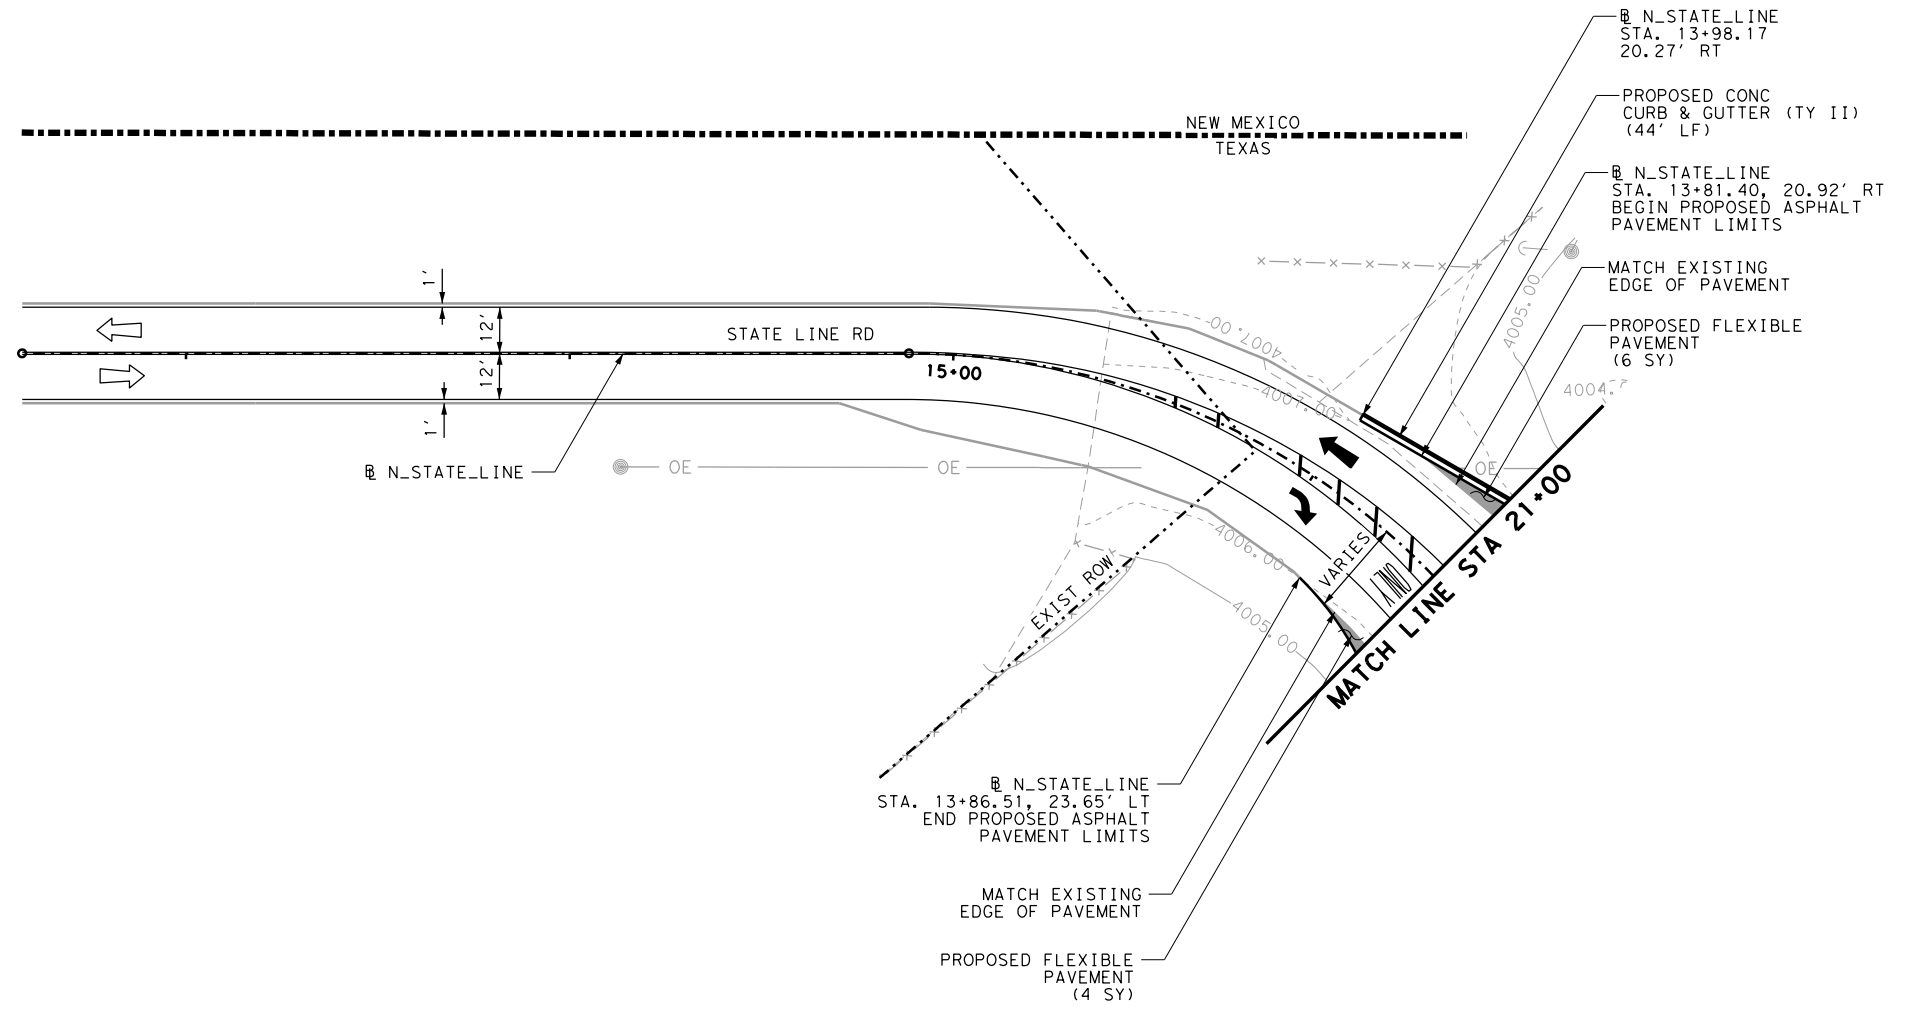 ℄ N_STATE_LINE
STA. 13+98.17
20.27' RT
PROPOSED CONC
CURB & GUTTER (TY II)
(44' LF)
NEW MEXICO
TEXAS
℄ N_STATE_LINE
STA. 13+81.40, 20.92' RT
BEGIN PROPOSED ASPHALT
PAVEMENT LIMITS
MATCH EXISTING
EDGE OF PAVEMENT
PROPOSED FLEXIBLE
PAVEMENT
(6 SY)
1'
12'
12'
1'
STATE LINE RD
15+00
4007.00
4007.00
4005.00
OE
OE
OE
℄ N_STATE_LINE
4006.00
4005.00
EXIST ROW
VARIES
ONLY
MATCH LINE STA 21+00
℄ N_STATE_LINE
STA. 13+86.51, 23.65' LT
END PROPOSED ASPHALT
PAVEMENT LIMITS
MATCH EXISTING
EDGE OF PAVEMENT
PROPOSED FLEXIBLE
PAVEMENT
(4 SY)